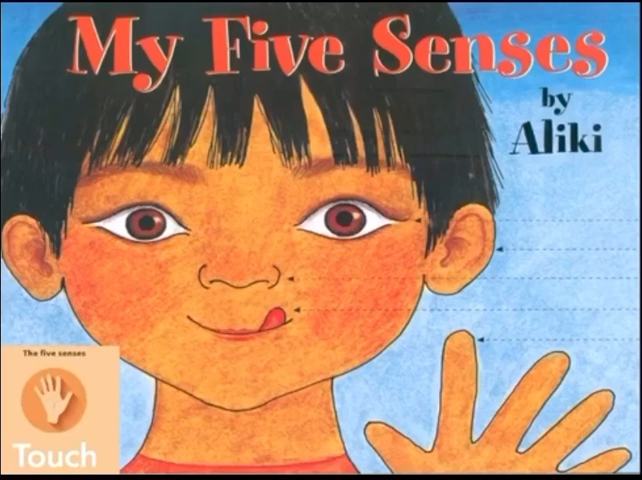 My Five Senses
by
Aliki
The five senses
Touch